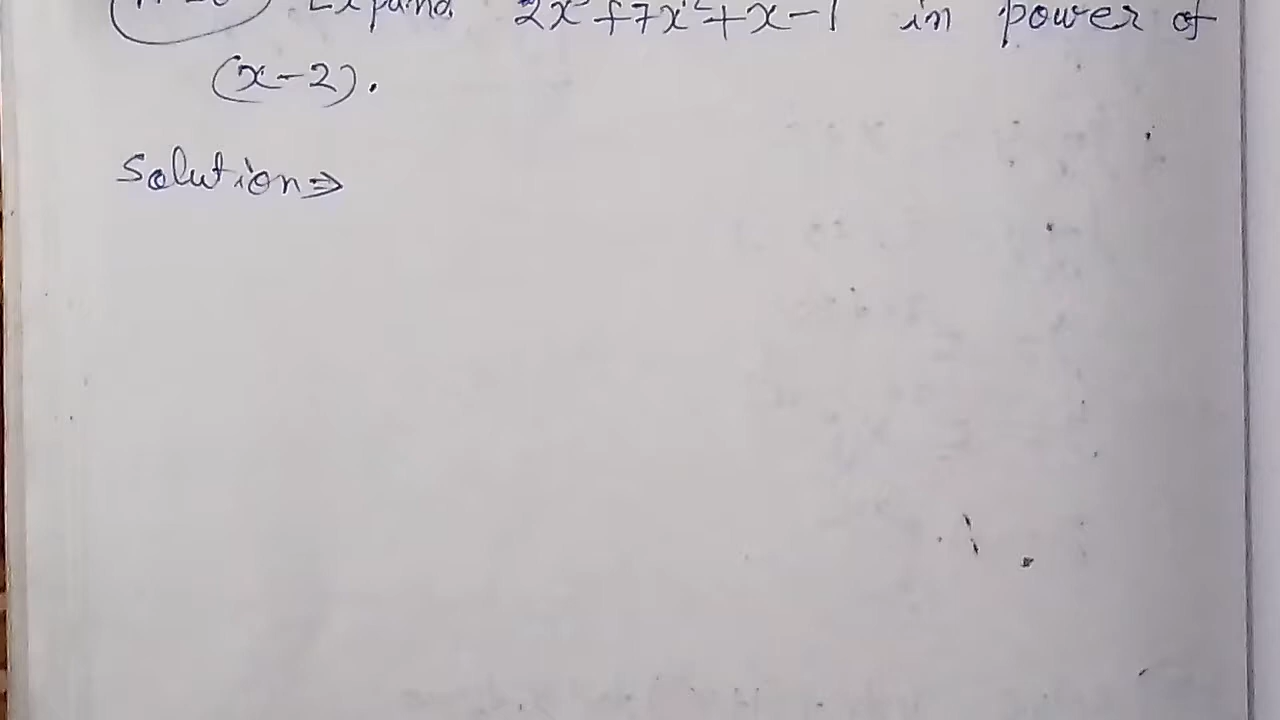 Expand 2x³+7x²+x-1 in power of
(x-2).
Solution⇒